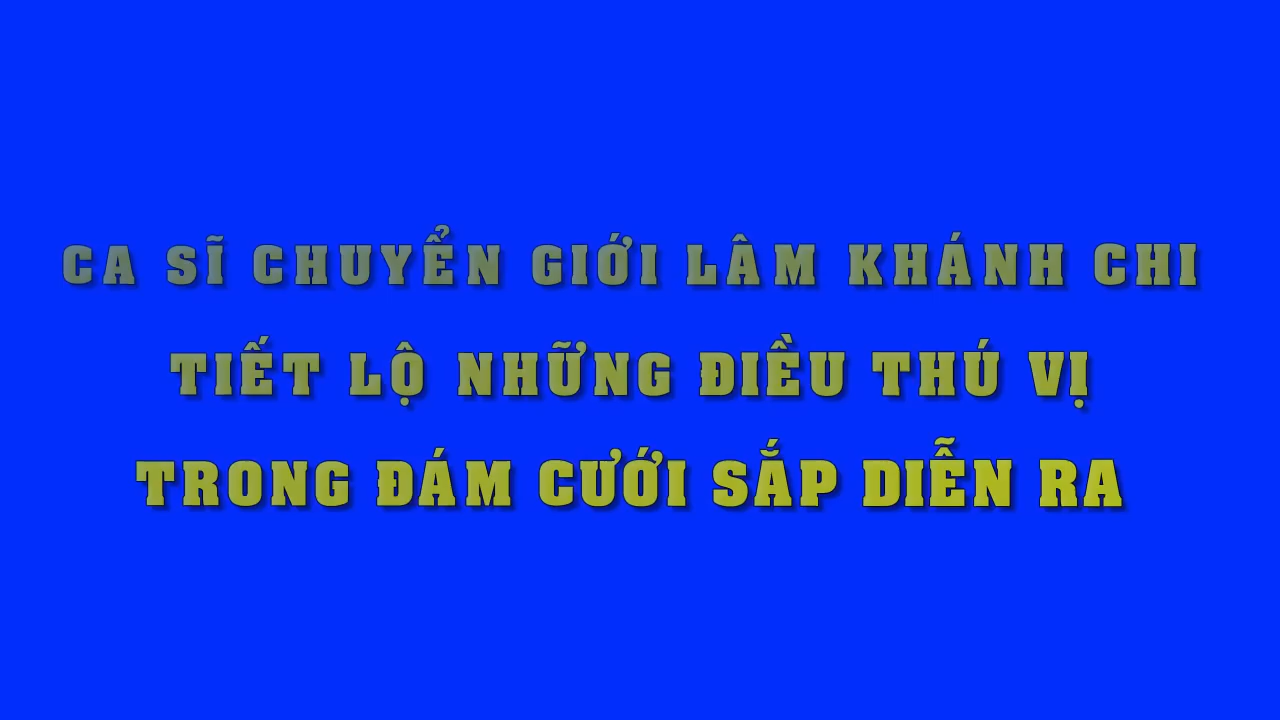 CA SĨ CHUYỂN GIỚI LÂM KHÁNH CHI
TIẾT LỘ NHỮNG ĐIỀU THÚ VỊ
TRONG ĐÁM CƯỚI SẮP DIỄN RA